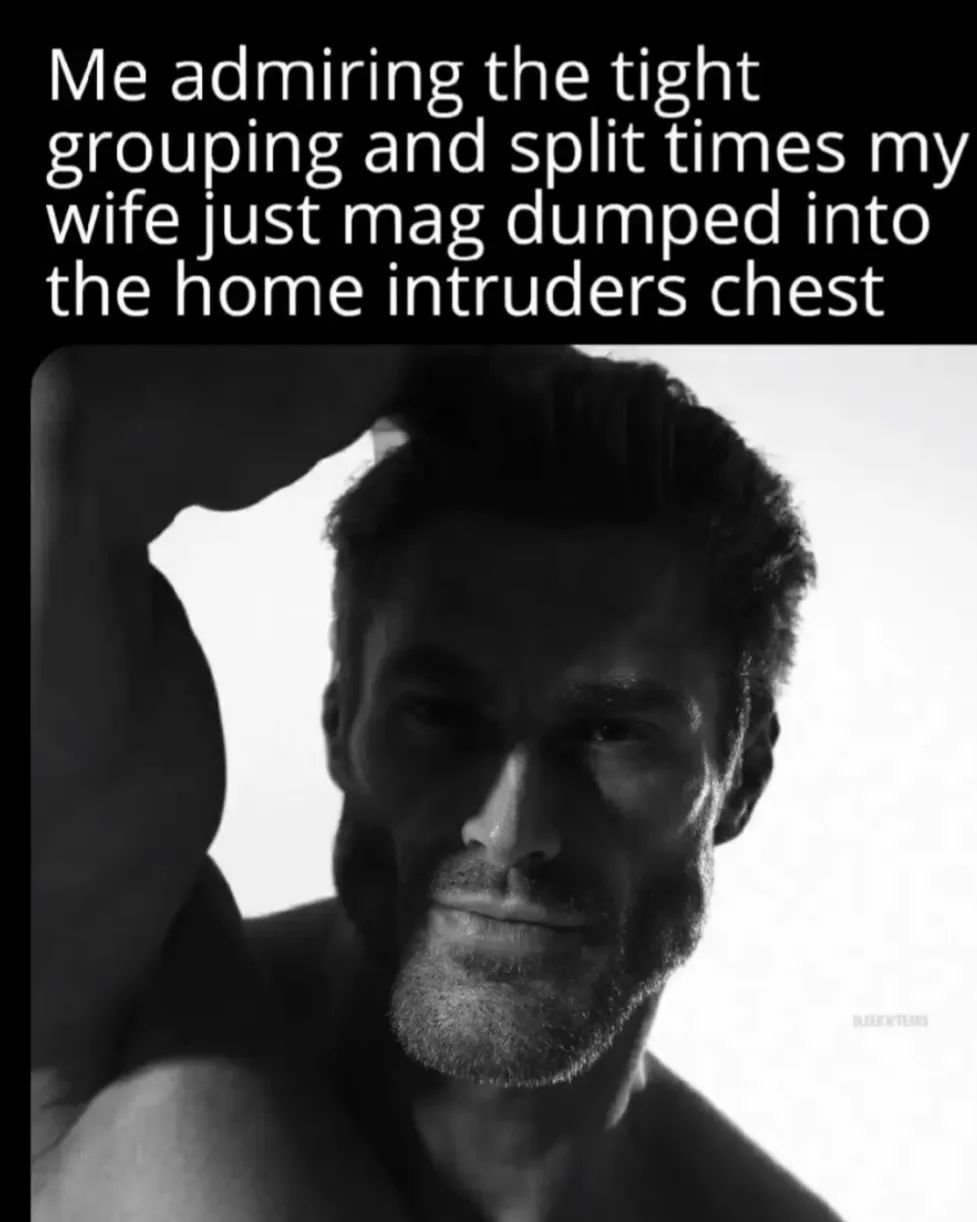 Me admiring the tight
grouping and split times my
wife just mag dumped into
the home intruders chest